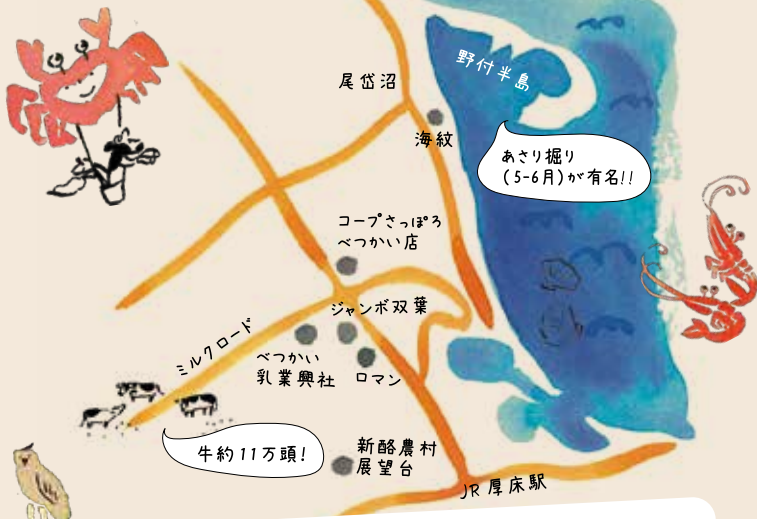 野付半島
尾岱沼
海紋
あさり掘り
(5-6月)が有名!!
コープさっぽろ
べつかい店
ジャンボ双葉
ミルクロード
べつかい
乳業興社
ロマン
牛約11万頭!
新酪農村
展望台
JR 厚床駅